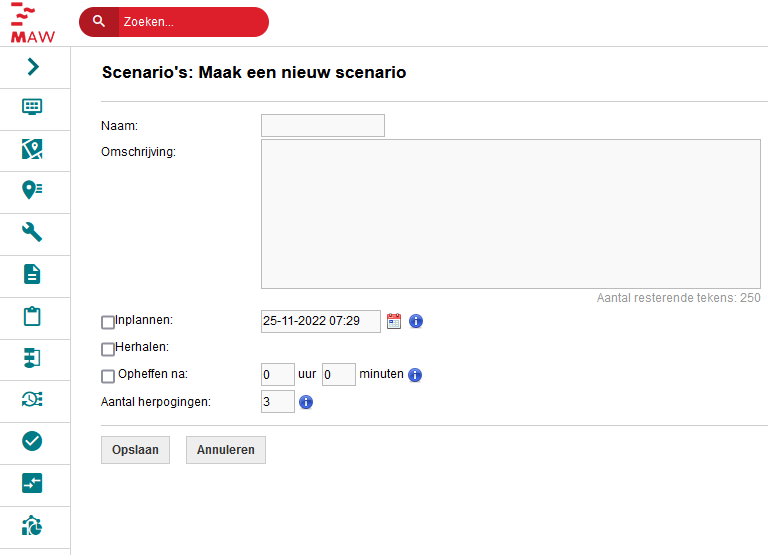 MAW
Zoeken...
Scenario's: Maak een nieuw scenario
Naam:
Omschrijving:
Aantal resterende tekens: 250
Inplannen: 25-11-2022 07:29
Herhalen:
Opheffen na: 0 uur 0 minuten
Aantal herpogingen: 3
Opslaan Annuleren